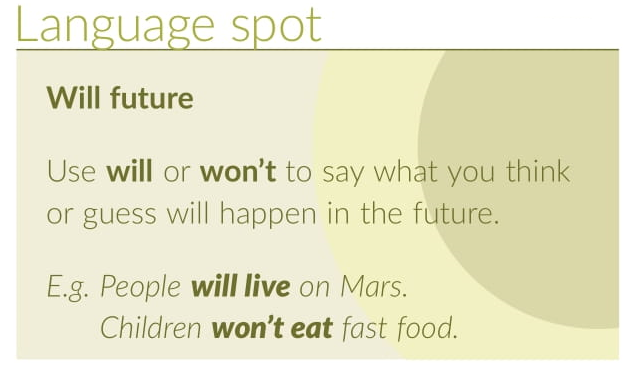 Language spot
Will future
Use will or won't to say what you think
or guess will happen in the future.
E.g. People will live on Mars.
Children won't eat fast food.